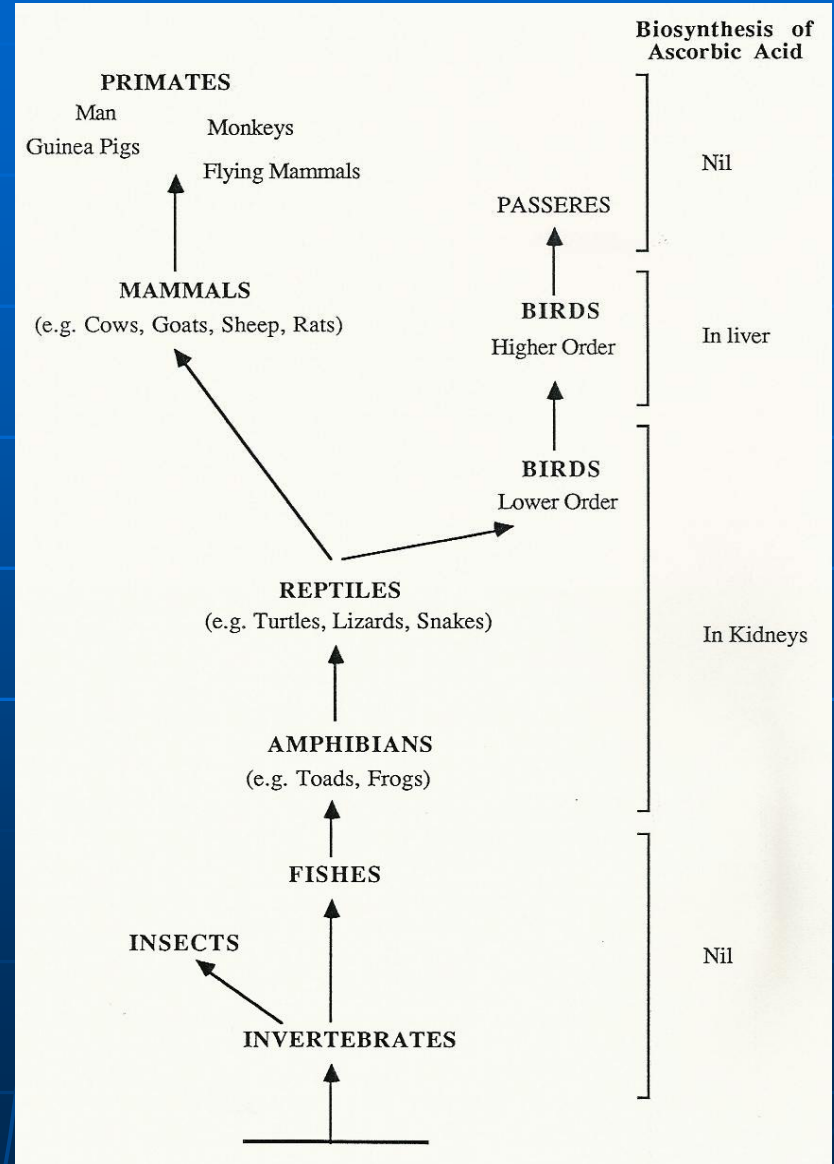 Biosynthesis of
Ascorbic Acid
PRIMATES
Man
Monkeys
Guinea Pigs
Flying Mammals
Nil
PASSERES
MAMMALS
(e.g. Cows, Goats, Sheep, Rats)
BIRDS
Higher Order
In liver
BIRDS
Lower Order
REPTILES
(e.g. Turtles, Lizards, Snakes)
In Kidneys
AMPHIBIANS
(e.g. Toads, Frogs)
FISHES
INSECTS
Nil
INVERTEBRATES